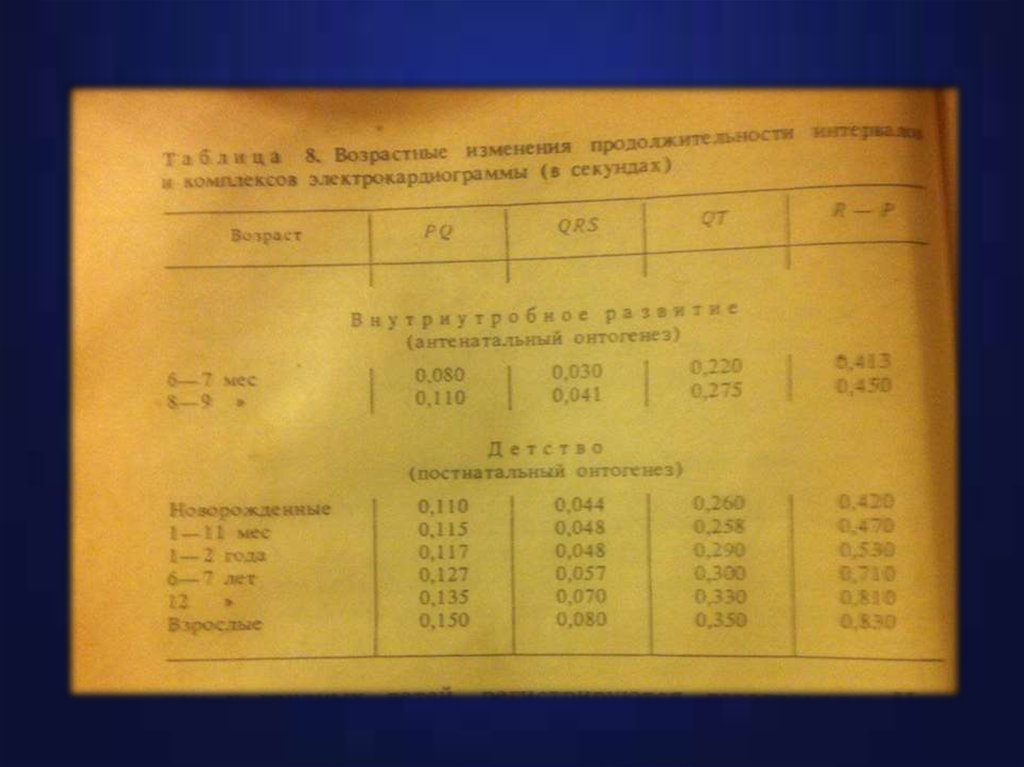 Таблица 8. Возрастные изменения продолжительности интервалов
и комплексов электрокардиограммы (в секундах)
Возраст PQ QRS QT R — P
Внутриутробное развитие
(антенатальный онтогенез)
6—7 мес 0,080 0,030 0,220 0,413
8—9 » 0,110 0,041 0,275 0,450
Детство
(постнатальный онтогенез)
Новорожденные 0,110 0,044 0,260 0,420
1—11 мес 0,115 0,048 0,258 0,470
1—2 года 0,117 0,048 0,290 0,530
6—7 лет 0,127 0,057 0,300 0,710
12 » 0,135 0,070 0,330 0,810
Взрослые 0,150 0,080 0,350 0,830
детей регистрируются